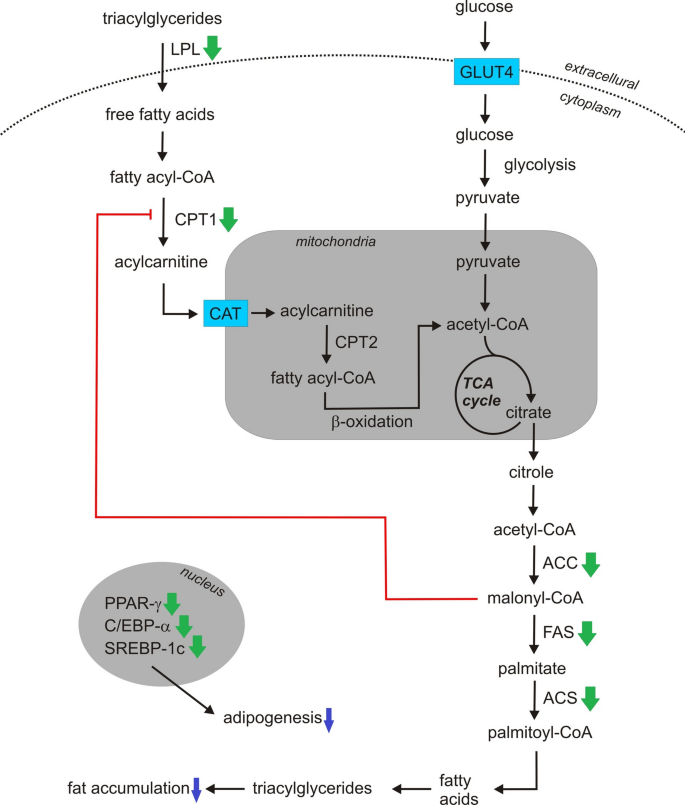 triacylglycerides
LPL
free fatty acids
fatty acyl-CoA
CPT1
acylcarnitine
CAT
glucose
GLUT4
extracellural
cytoplasm
glucose
glycolysis
pyruvate
mitochondria
pyruvate
acylcarnitine
CPT2
fatty acyl-CoA
β-oxidation
acetyl-CoA
TCA
cycle
citrate
citrole
acetyl-CoA
ACC
malonyl-CoA
FAS
palmitate
ACS
palmitoyl-CoA
nucleus
PPAR-γ
C/EBP-α
SREBP-1c
adipogenesis
fat accumulation
triacylglycerides
fatty
acids